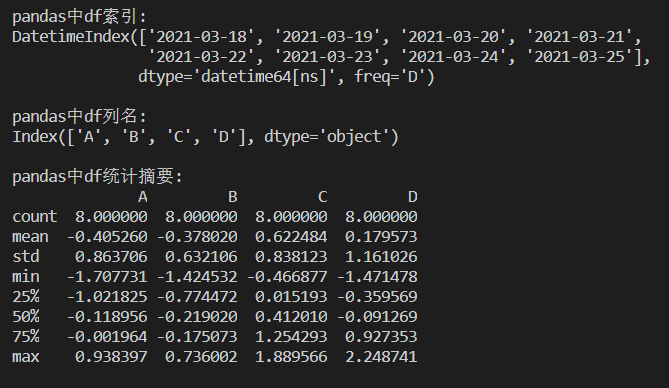 pandas中df索引:
DatetimeIndex(['2021-03-18', '2021-03-19', '2021-03-20', '2021-03-21',
               '2021-03-22', '2021-03-23', '2021-03-24', '2021-03-25'],
              dtype='datetime64[ns]', freq='D')
pandas中df列名:
Index(['A', 'B', 'C', 'D'], dtype='object')
pandas中df统计摘要:
              A         B         C         D
count  8.000000  8.000000  8.000000  8.000000
mean  -0.405260 -0.378020  0.622484  0.179573
std    0.863706  0.632106  0.838123  1.161026
min   -1.707731 -1.424532 -0.466877 -1.471478
25%   -1.021825 -0.774472  0.015193 -0.359569
50%   -0.118956 -0.219020  0.412010 -0.091269
75%   -0.001964 -0.175073  1.254293  0.927353
max    0.938397  0.736002  1.889566  2.248741